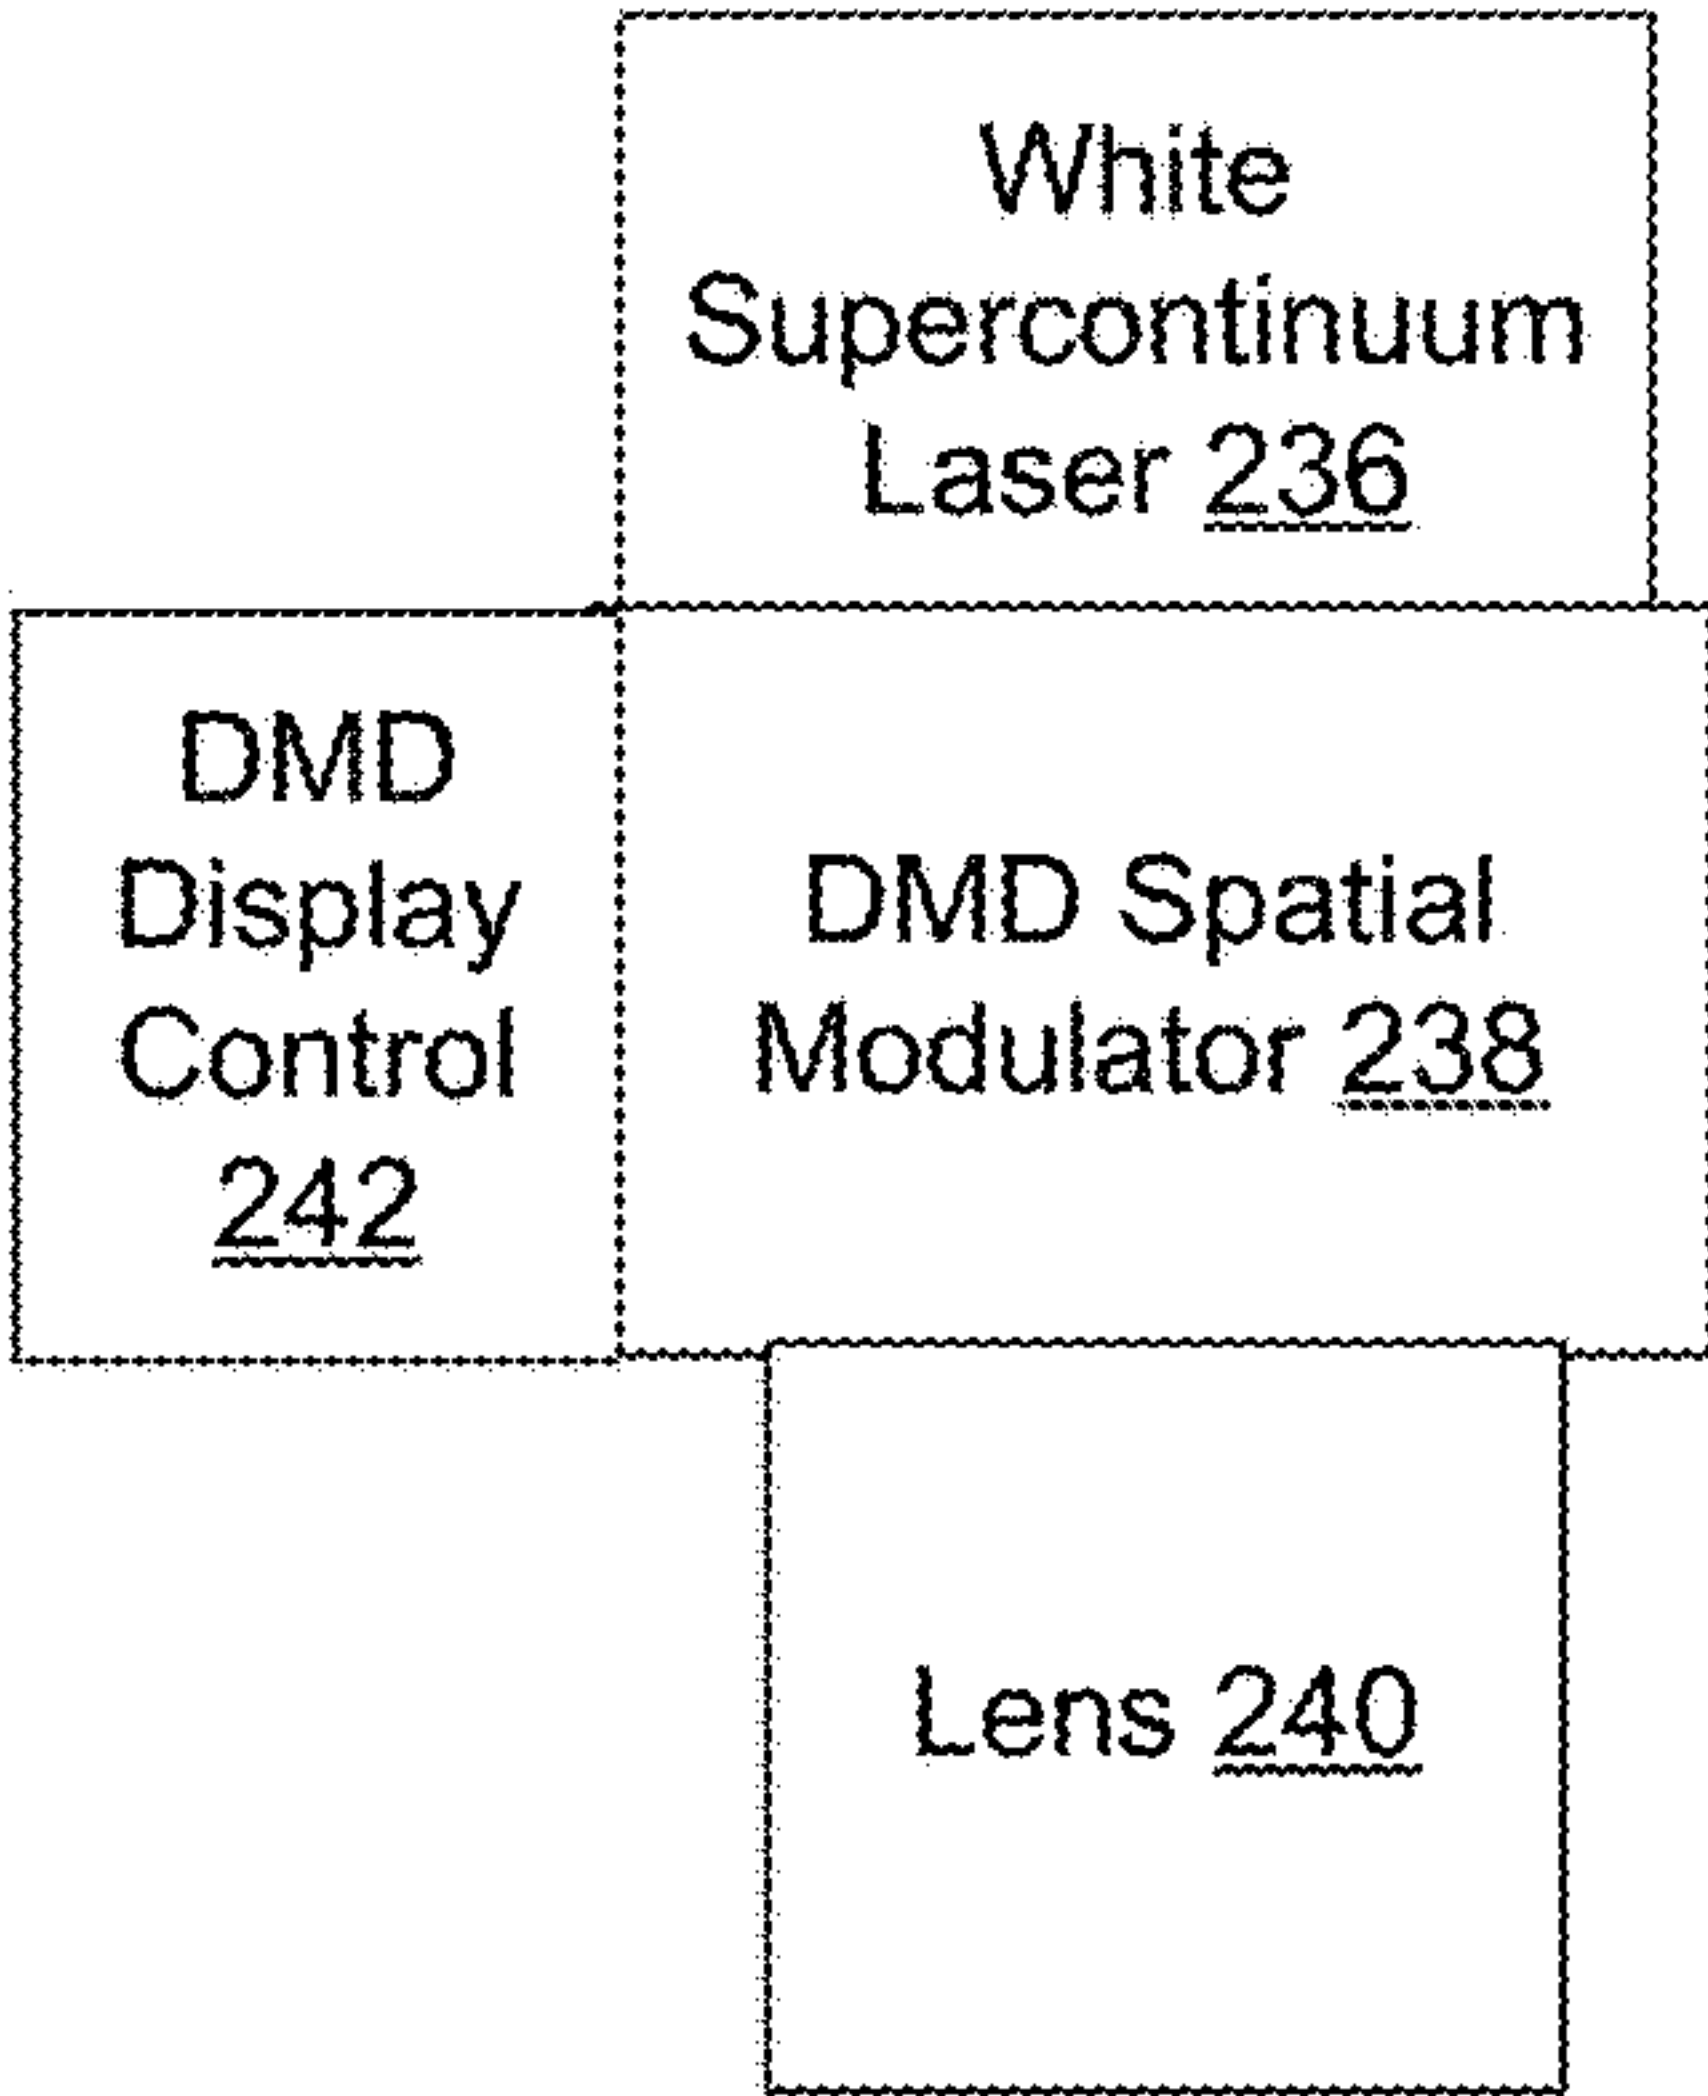 White
Supercontinuum
Laser 236
DMD
Display
Control
242
DMD Spatial
Modulator 238
Lens 240